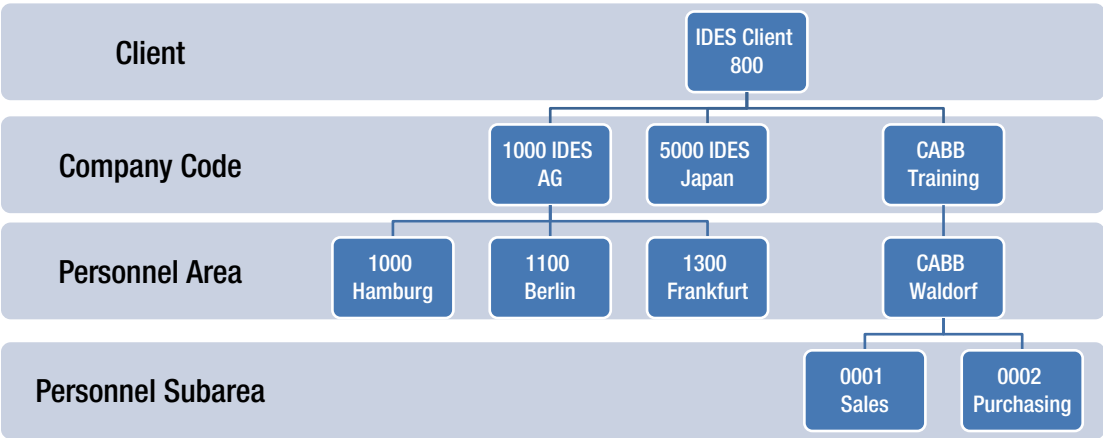 Client
IDES Client
800
Company Code
1000 IDES
AG
5000 IDES
Japan
CABB
Training
Personnel Area
1000
Hamburg
1100
Berlin
1300
Frankfurt
CABB
Waldorf
Personnel Subarea
0001
Sales
0002
Purchasing